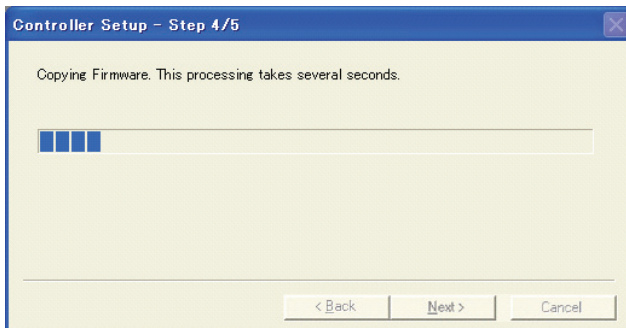 Controller Setup - Step 4/5
Copying Firmware. This processing takes several seconds.
< Back
Next >
Cancel